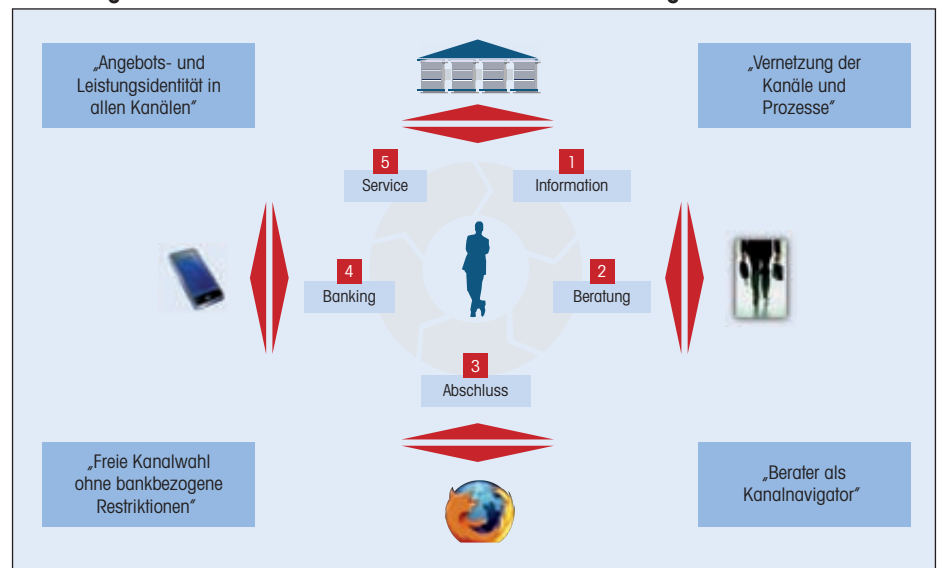 „Angebots- und
Leistungsidentität in
allen Kanälen“
„Vernetzung der
Kanäle und
Prozesse“
5
Service
1
Information
4
Banking
2
Beratung
3
Abschluss
„Freie Kanalwahl
ohne bankbezogene
Restriktionen“
„Berater als
Kanalnavigator“